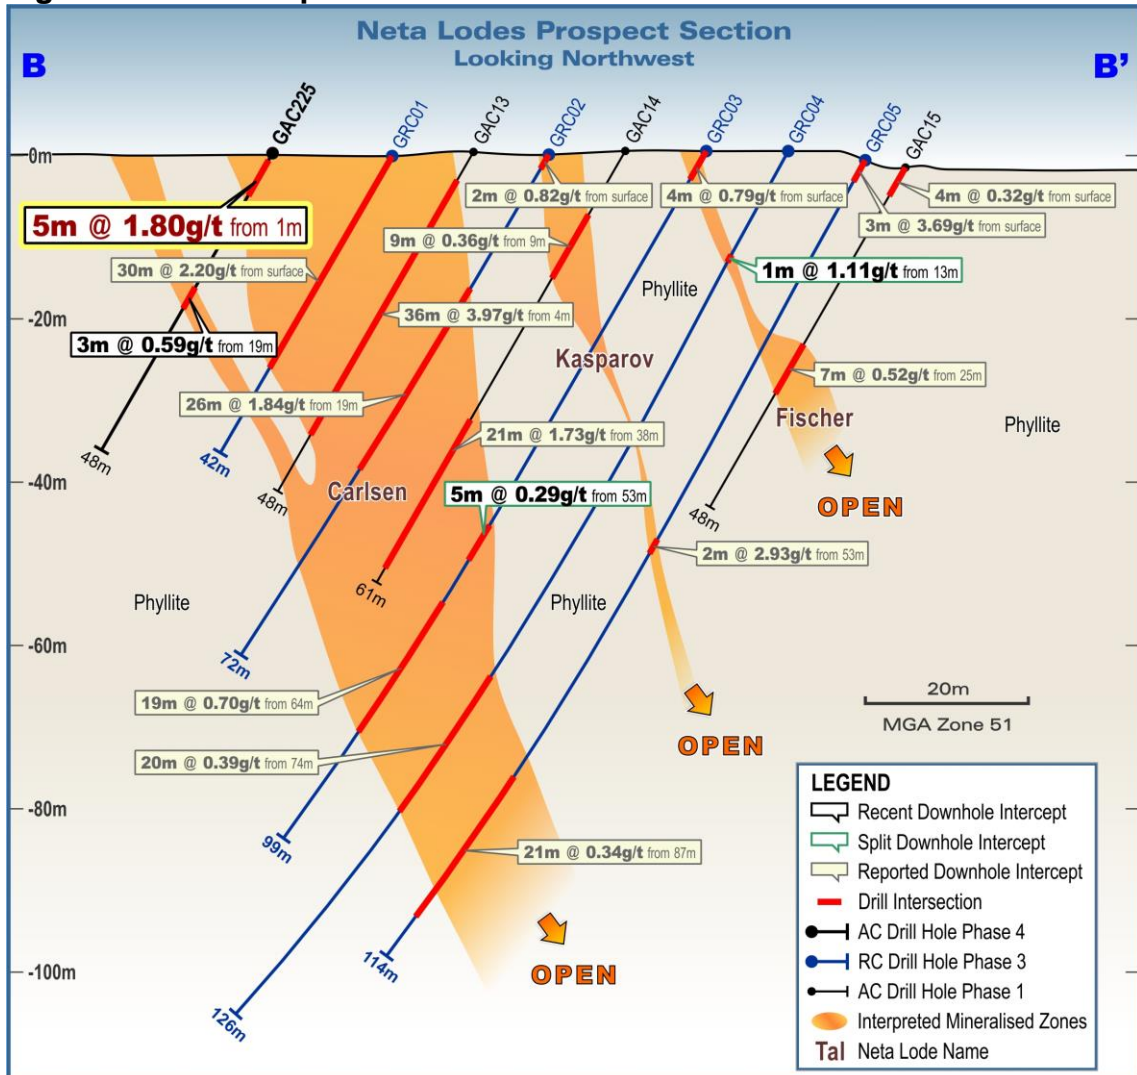 Neta Lodes Prospect Section
Looking Northwest
B
B’
GAC225
GRC01
GAC13
GRC02
GAC14
GRC03
GRC04
GRC05
GAC15
0m
-20m
-40m
-60m
-80m
-100m
2m @ 0.82g/t from surface
4m @ 0.79g/t from surface
4m @ 0.32g/t from surface
5m @ 1.80g/t from 1m
3m @ 3.69g/t from surface
9m @ 0.36g/t from 9m
30m @ 2.20g/t from surface
1m @ 1.11g/t from 13m
Phyllite
36m @ 3.97g/t from 4m
3m @ 0.59g/t from 19m
Kasparov
7m @ 0.52g/t from 25m
26m @ 1.84g/t from 19m
Fischer
Phyllite
21m @ 1.73g/t from 38m
48m
42m
48m
Carlsen
5m @ 0.29g/t from 53m
OPEN
48m
2m @ 2.93g/t from 53m
61m
Phyllite
Phyllite
72m
20m
MGA Zone 51
19m @ 0.70g/t from 64m
OPEN
20m @ 0.39g/t from 74m
99m
21m @ 0.34g/t from 87m
114m
OPEN
126m
LEGEND
Recent Downhole Intercept
Split Downhole Intercept
Reported Downhole Intercept
Drill Intersection
AC Drill Hole Phase 4
RC Drill Hole Phase 3
AC Drill Hole Phase 1
Interpreted Mineralised Zones
Tal Neta Lode Name